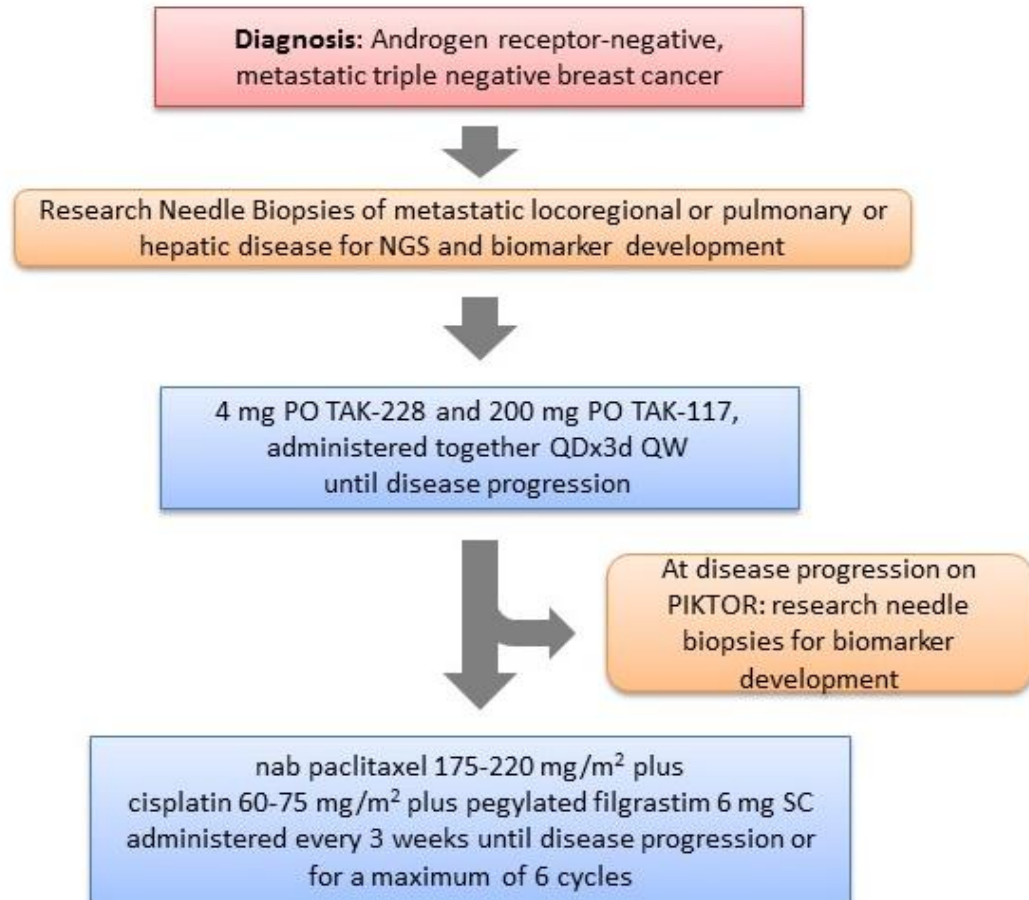 Diagnosis: Androgen receptor-negative,
metastatic triple negative breast cancer
Research Needle Biopsies of metastatic locoregional or pulmonary or
hepatic disease for NGS and biomarker development
4 mg PO TAK-228 and 200 mg PO TAK-117,
administered together QDx3d QW
until disease progression
At disease progression on
PIKTOR: research needle
biopsies for biomarker
development
nab paclitaxel 175-220 mg/m² plus
cisplatin 60-75 mg/m² plus pegylated filgrastim 6 mg SC
administered every 3 weeks until disease progression or
for a maximum of 6 cycles